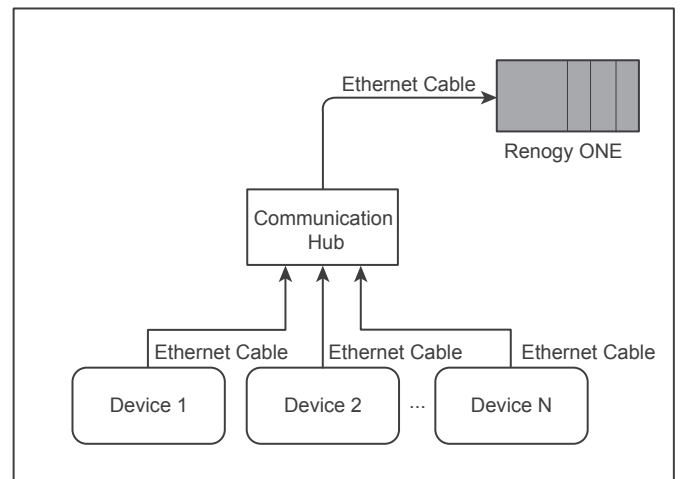 Ethernet Cable
Renogy ONE
Communication
Hub
Ethernet Cable
Ethernet Cable
Ethernet Cable
Device 1
Device 2
...
Device N